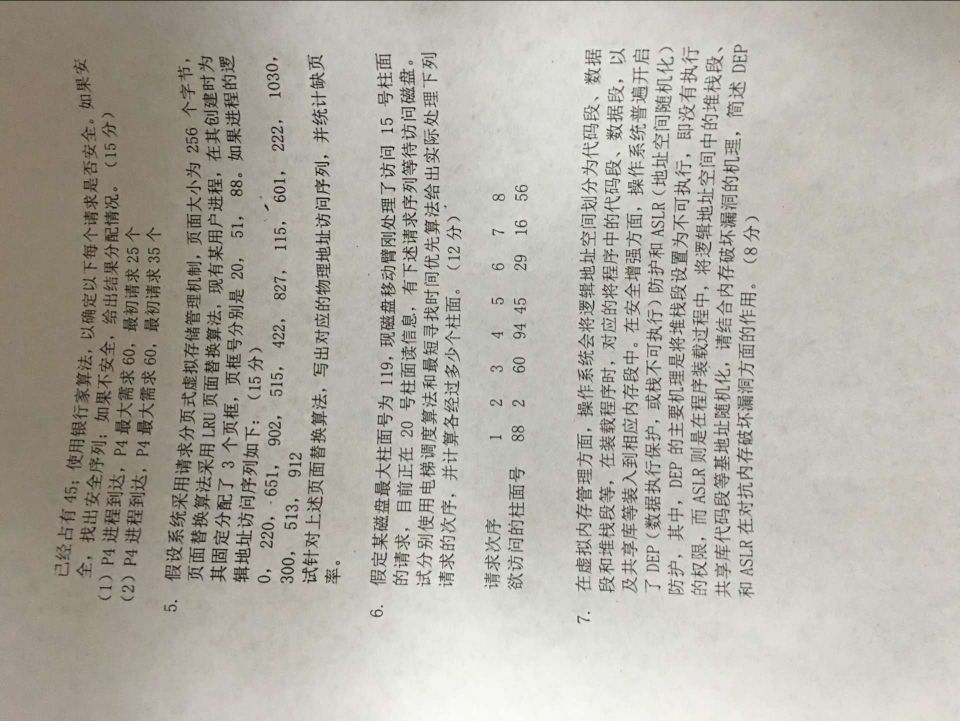 已经占有 45；使用银行家算法，以确定以下每个请求是否安全。如果安
全，找出安全序列；如果不安全，给出结果分配情况。（15 分）
（1）P4 进程到达，P4 最大需求 60，最初请求 25 个
（2）P4 进程到达，P4 最大需求 60，最初请求 35 个
5. 假设系统采用请求分页式虚拟存储管理机制，页面大小为 256 个字节，
页面替换算法采用 LRU 页面替换算法，现有某用户进程，在其创建时为
其固定分配了 3 个页框，页框号分别是 20， 51， 88。如果进程的逻
辑地址访问序列如下：（15 分）
0， 220， 651， 902， 515， 422， 827， 115， 601， 222， 1030，
300， 513， 912
试针对上述页面替换算法，写出对应的物理地址访问序列，并统计缺页
率。
6. 假定某磁盘最大柱面号为 119，现磁盘移动臂刚处理了访问 15 号柱面
的请求，目前正在 20 号柱面读信息，有下述请求序列等待访问磁盘。
试分别使用电梯调度算法和最短寻找时间优先算法给出实际处理下列
请求的次序，并计算各经过多少个柱面。（12 分）
请求次序 1 2 3 4 5 6 7 8
欲访问的柱面号 88 2 60 94 45 29 16 56
7. 在虚拟内存管理方面，操作系统会将逻辑地址空间划分为代码段、数据
段和堆栈段等，在装载程序时，对应的将程序中的代码段、数据段，以
及共享库等装入到相应内存段中。在安全增强方面，操作系统普遍开启
了 DEP（数据执行保护，或栈不可执行）防护和 ASLR（地址空间随机化）
防护，其中，DEP 的主要机理是将堆栈段设置为不可执行，即没有执行
的权限，而 ASLR 则是在程序装载过程中，将逻辑地址空间中的堆栈段、
共享库代码段等基地址随机化，请结合内存破坏漏洞的机理，简述 DEP
和 ASLR 在对抗内存破坏漏洞方面的作用。（8 分）